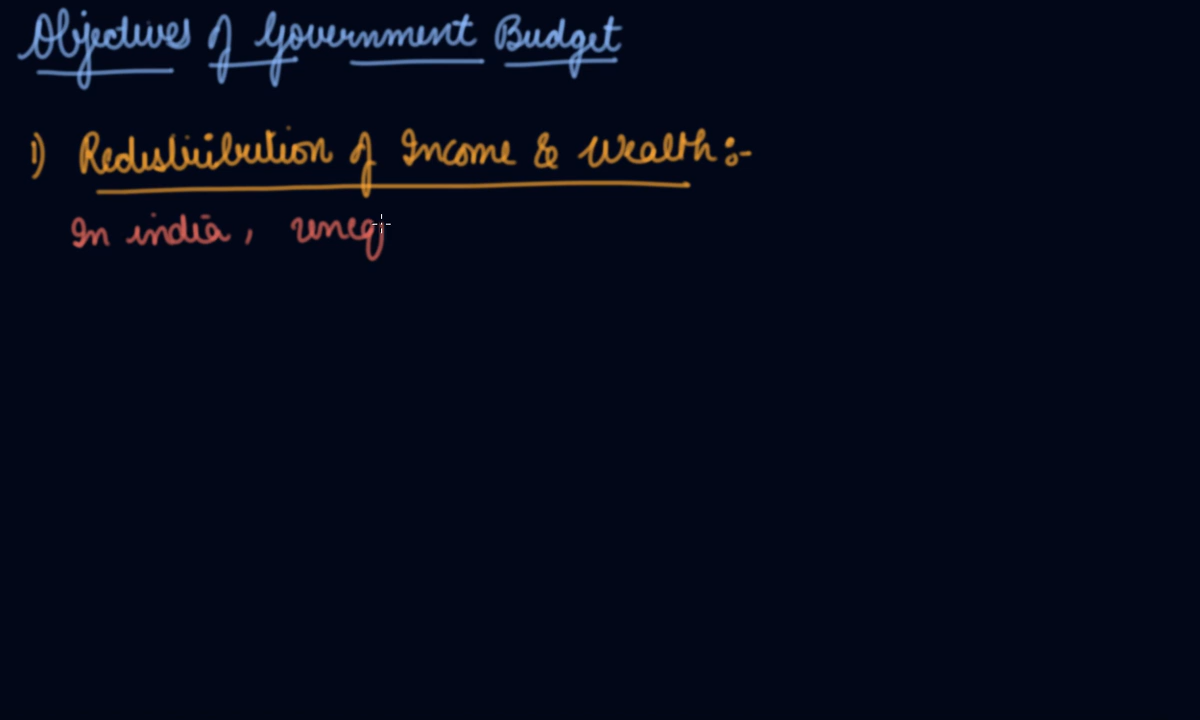 Objectives of Government Budget
1) Redistribution of Income & Wealth :-
In india, uneq